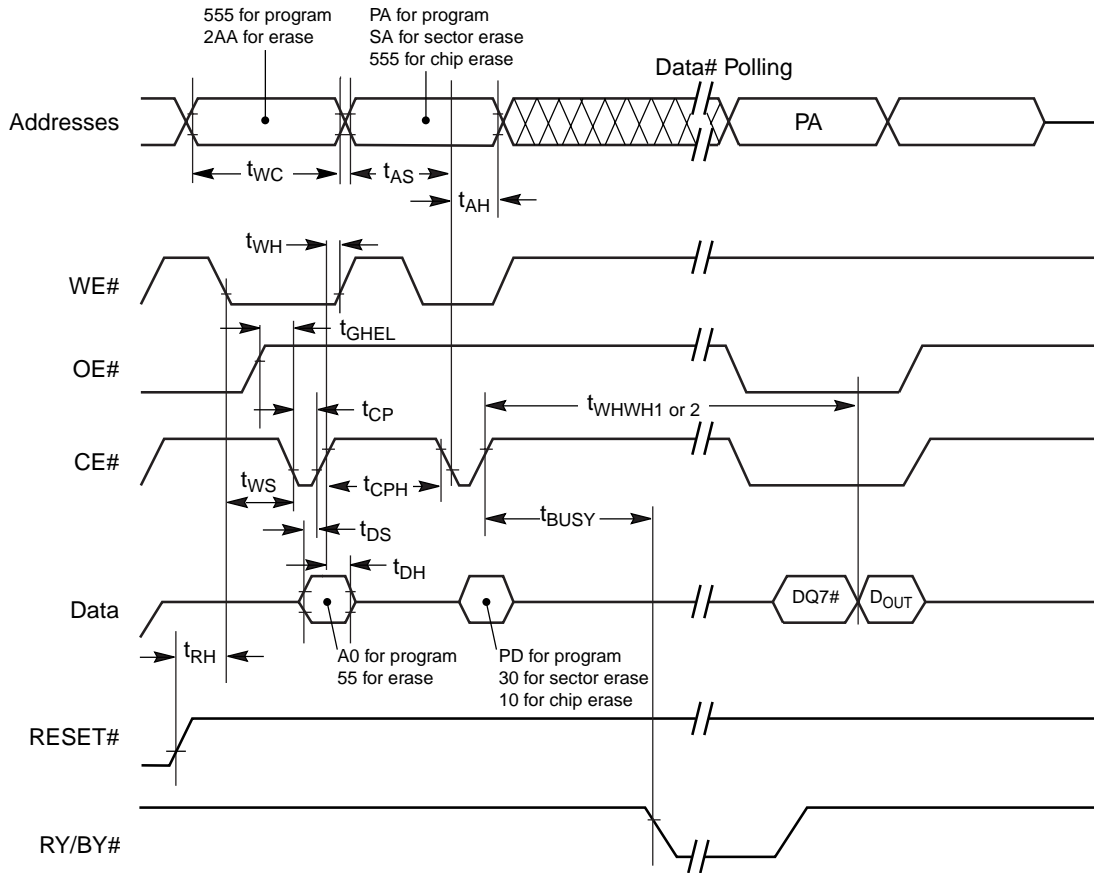 555 for program
2AA for erase
PA for program
SA for sector erase
555 for chip erase
Data# Polling
Addresses
PA
tWC
tAS
tAH
tWH
WE#
tGHEL
OE#
tWHWH1 or 2
tCP
CE#
tWS
tCPH
tBUSY
tDS
tDH
Data
DQ7#
DOUT
tRH
A0 for program
55 for erase
PD for program
30 for sector erase
10 for chip erase
RESET#
RY/BY#